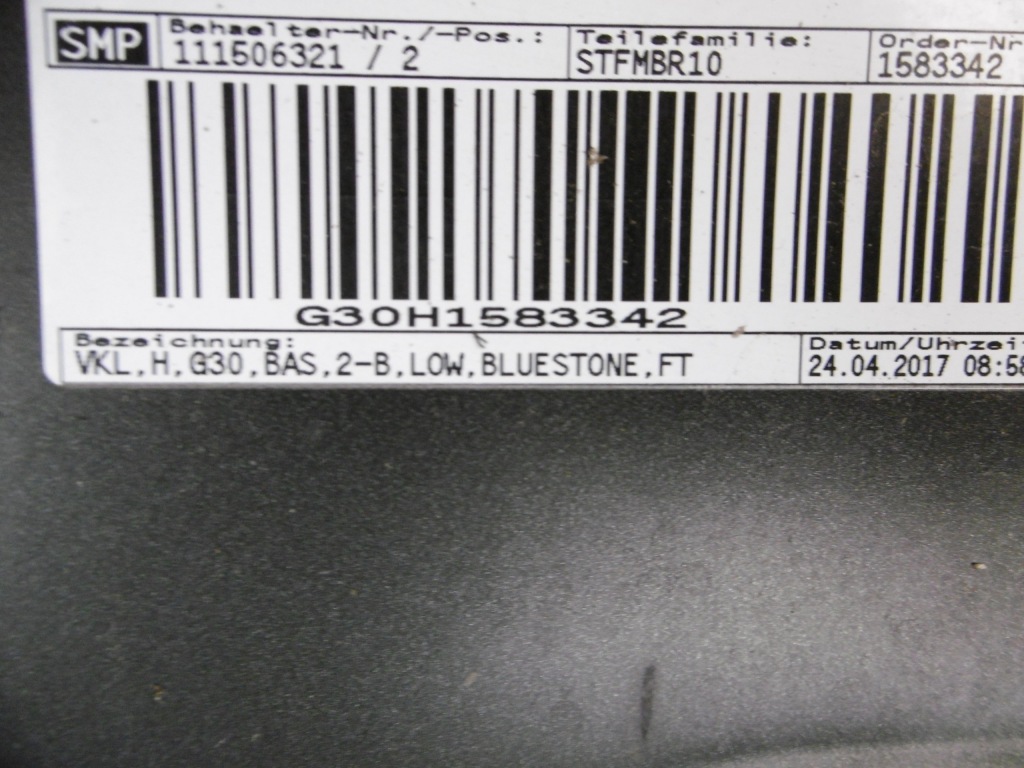 SMP Behaelter-Nr./-Pos.: Teilefamilie: Order-Nr
111506321 / 2 STFMBR10 1583342
G30H1583342
Bezeichnung: Datum/Uhrzeit
VKL,H,G30,BAS,2-B,LOW,BLUESTONE,FT 24.04.2017 08:58